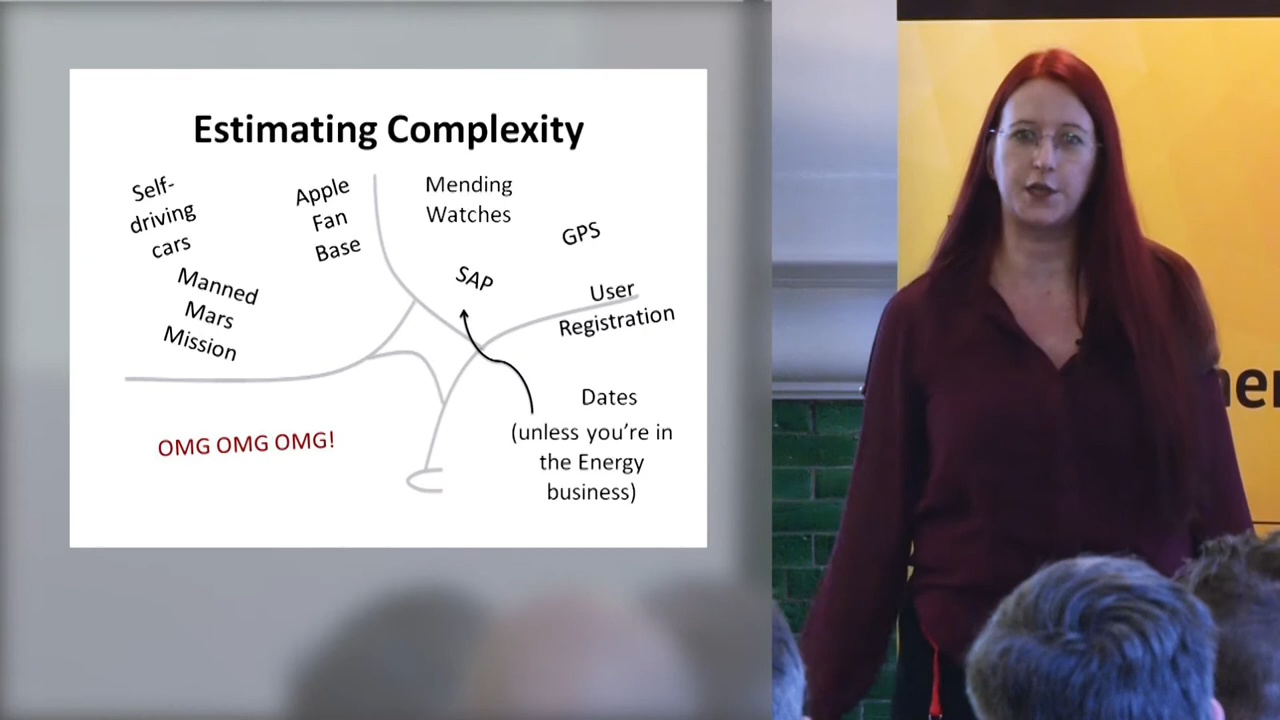 Estimating Complexity
Self-
driving
cars
Apple
Fan
Base
Mending
Watches
GPS
Manned
Mars
Mission
SAP
User
Registration
Dates
(unless you're in
the Energy
business)
OMG OMG OMG!